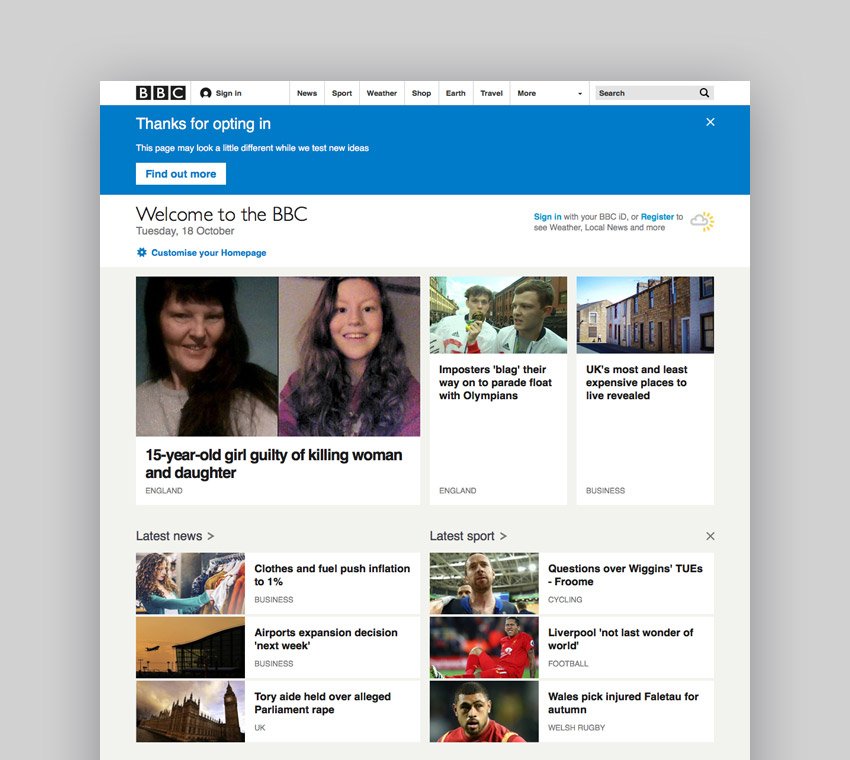 BBC
Sign in
News
Sport
Weather
Shop
Earth
Travel
More
Search
Thanks for opting in
This page may look a little different while we test new ideas
Find out more
Welcome to the BBC
Tuesday, 18 October
Sign in with your BBC iD, or Register to
see Weather, Local News and more
Customise your Homepage
15-year-old girl guilty of killing woman
and daughter
ENGLAND
Imposters 'blag' their
way on to parade float
with Olympians
ENGLAND
UK's most and least
expensive places to
live revealed
BUSINESS
Latest news >
Clothes and fuel push inflation
to 1%
BUSINESS
Airports expansion decision
'next week'
BUSINESS
Tory aide held over alleged
Parliament rape
UK
Latest sport >
Questions over Wiggins' TUEs
- Froome
CYCLING
Liverpool 'not last wonder of
world'
FOOTBALL
Wales pick injured Faletau for
autumn
WELSH RUGBY